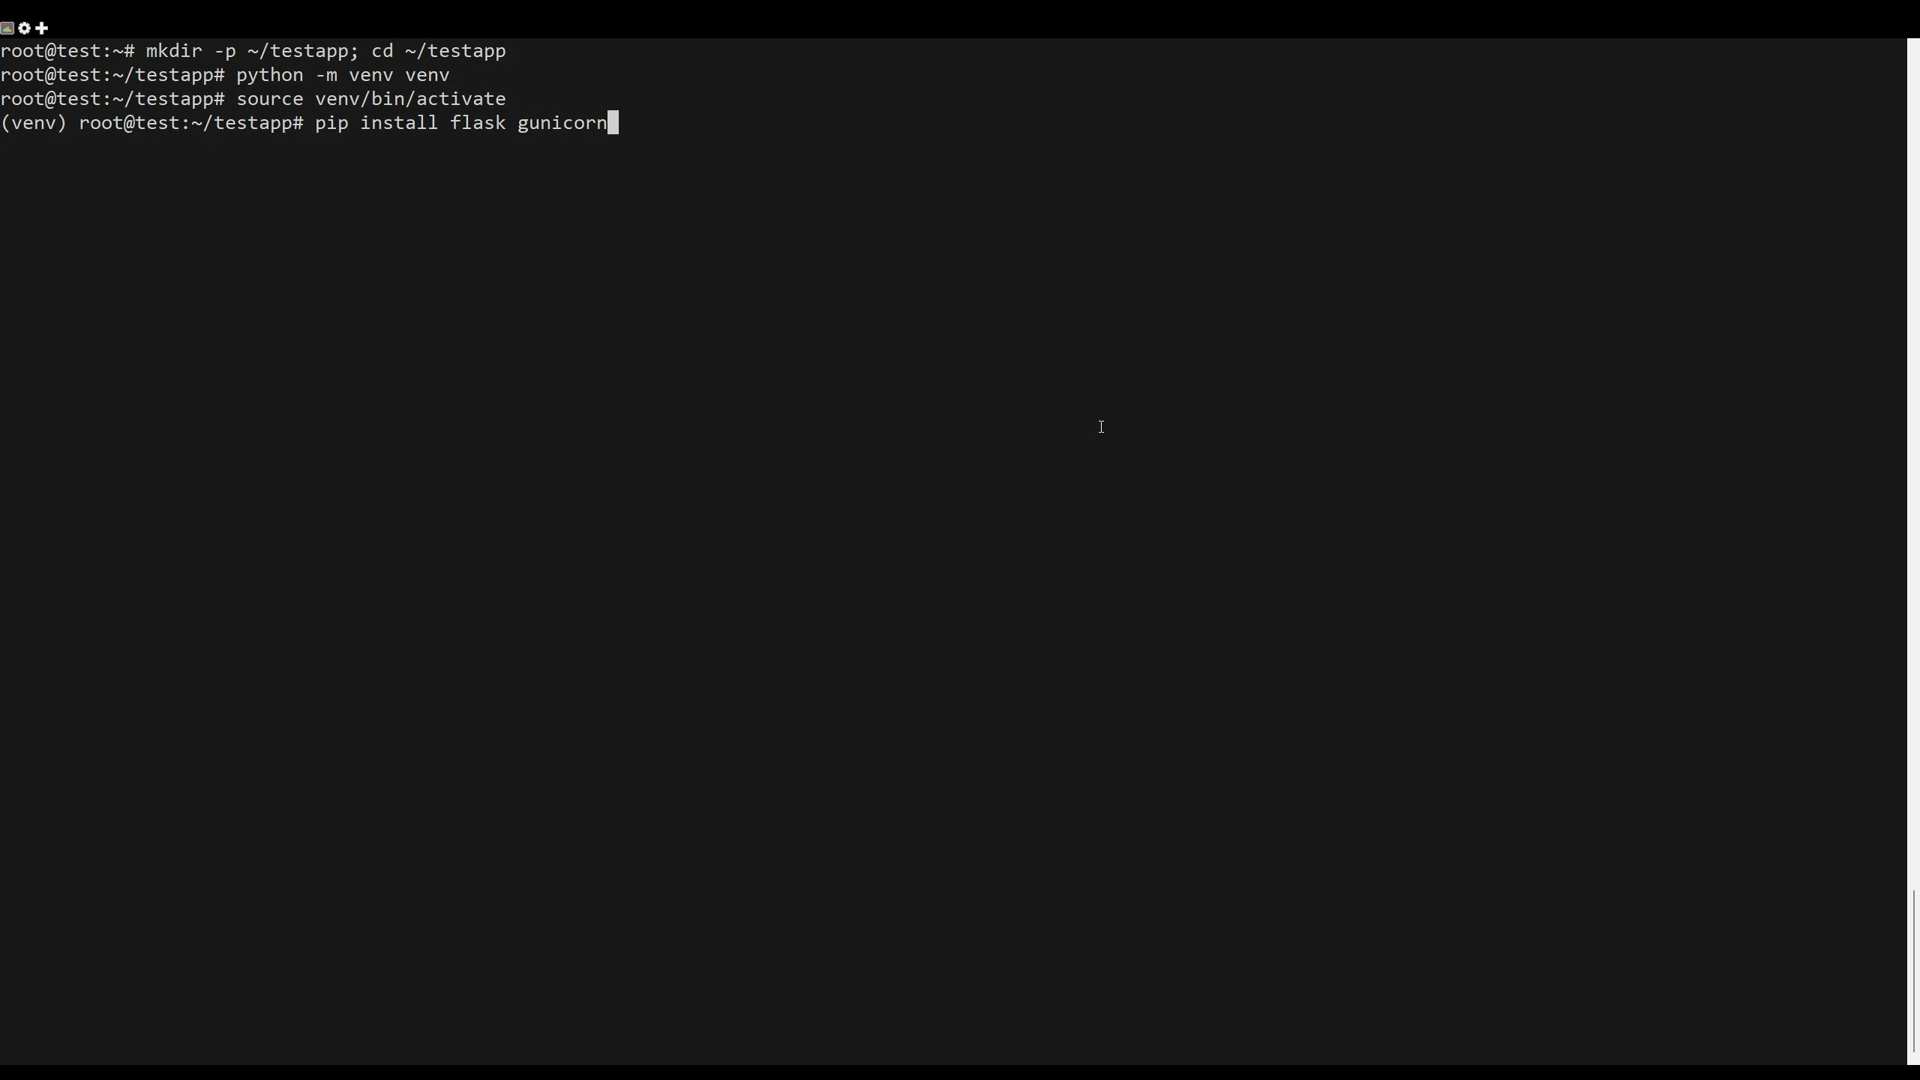 root@test:~# mkdir -p ~/testapp; cd ~/testapp
root@test:~/testapp# python -m venv venv
root@test:~/testapp# source venv/bin/activate
(venv) root@test:~/testapp# pip install flask gunicorn